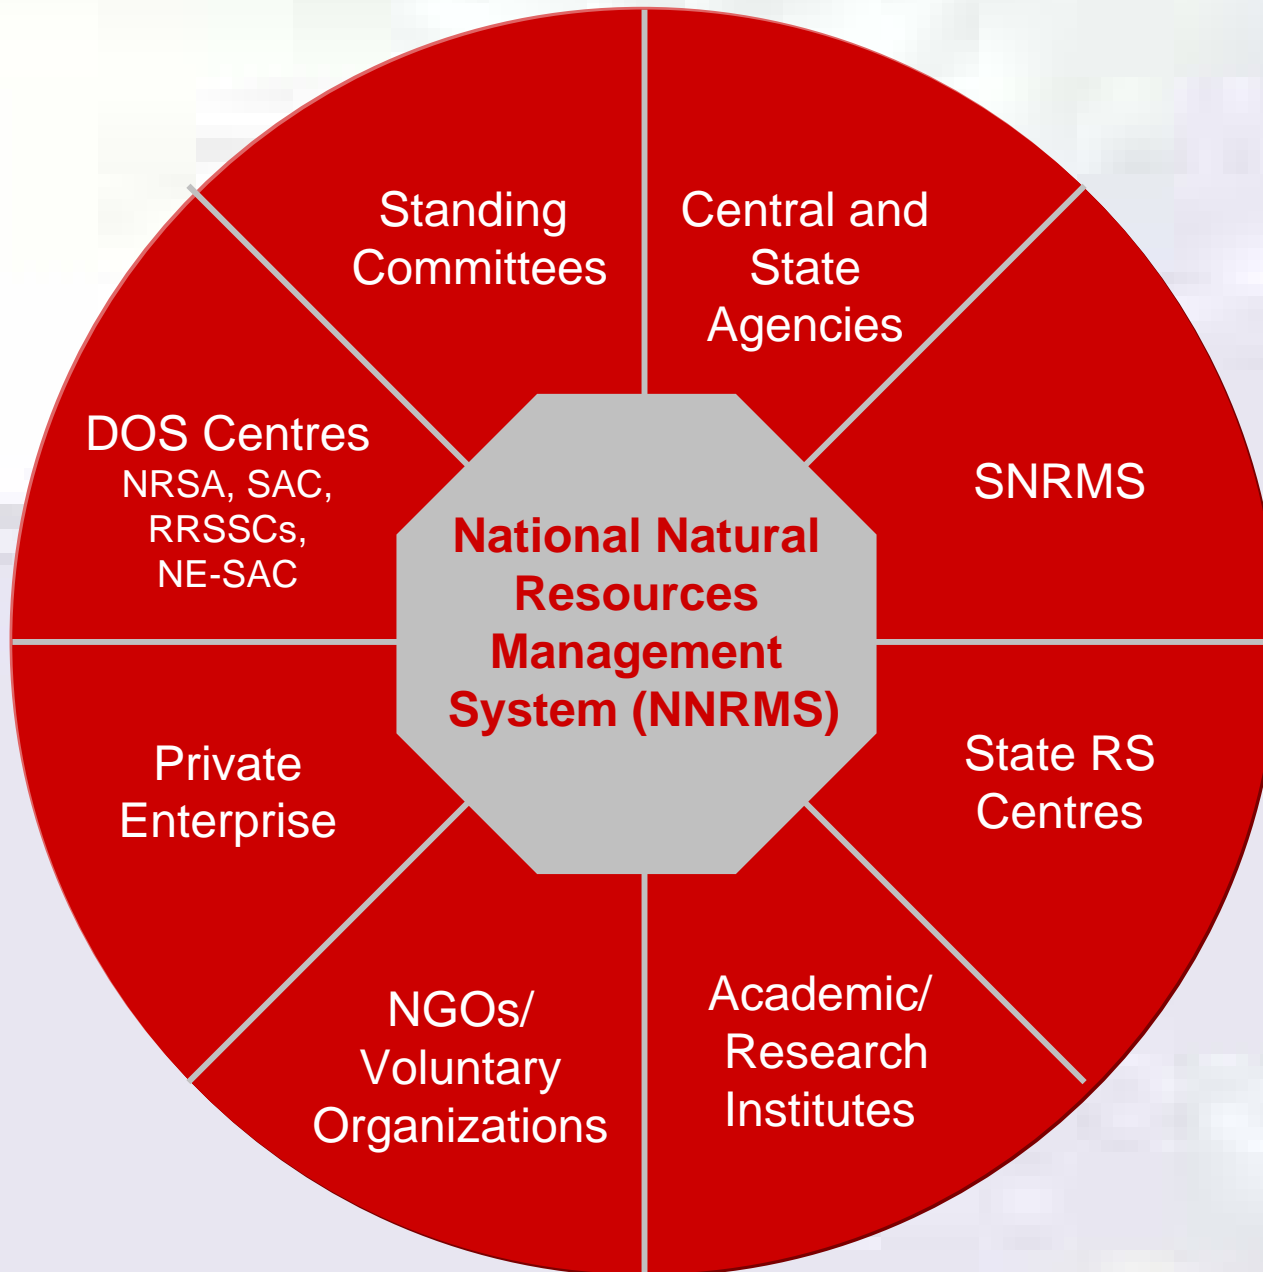 Standing
Committees
Central and
State
Agencies
DOS Centres
NRSA, SAC,
RRSSCs,
NE-SAC
SNRMS
National Natural
Resources
Management
System (NNRMS)
Private
Enterprise
State RS
Centres
NGOs/
Voluntary
Organizations
Academic/
Research
Institutes